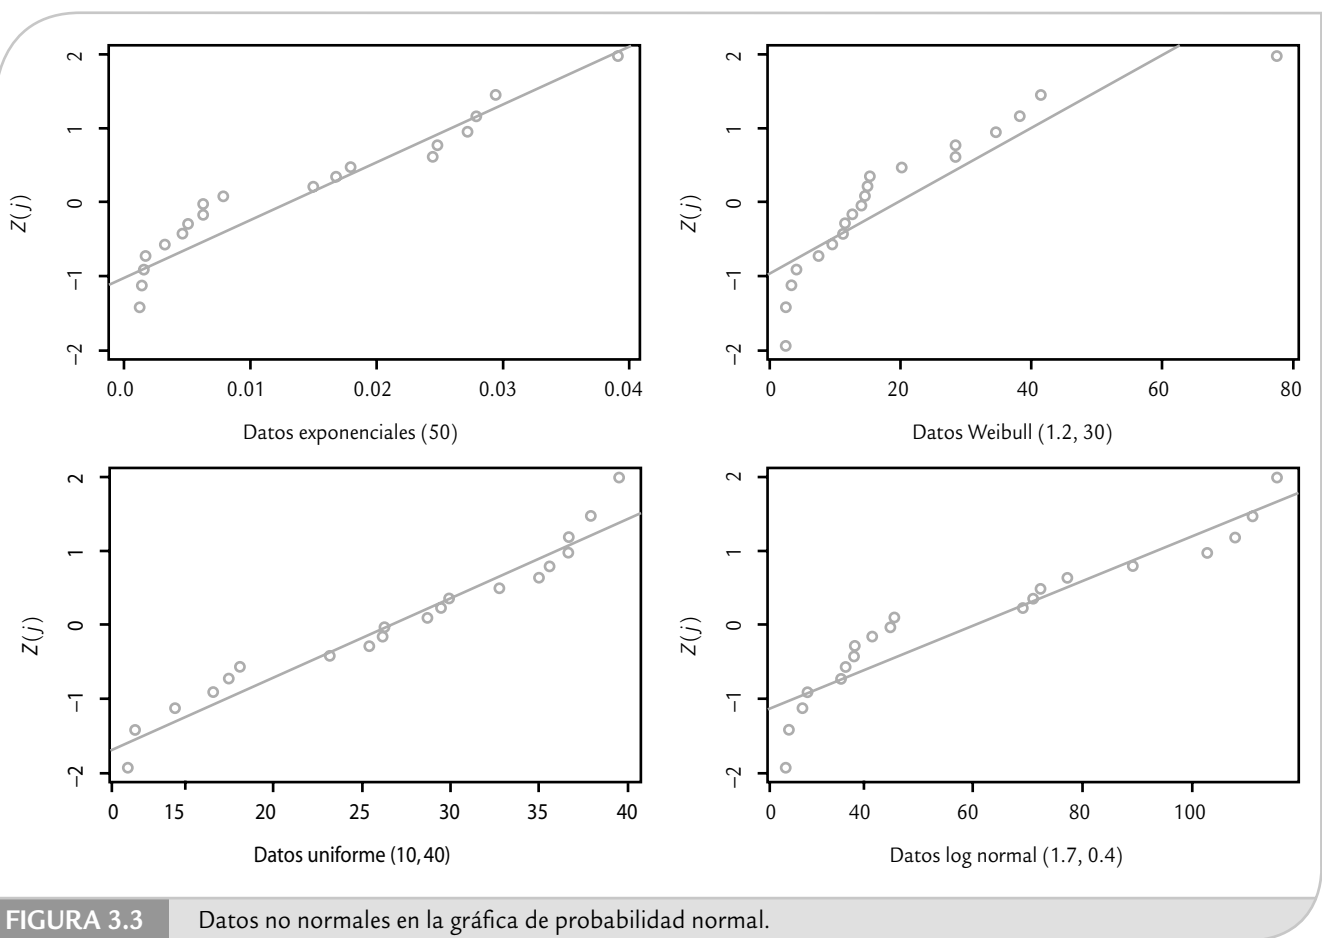 Z(j)
2
1
0
−1
−2
0.0 0.01 0.02 0.03 0.04
Datos exponenciales (50)
Z(j)
2
1
0
−1
−2
0 20 40 60 80
Datos Weibull (1.2, 30)
Z(j)
2
1
0
−1
−2
0 15 20 25 30 35 40
Datos uniforme (10, 40)
Z(j)
2
1
0
−1
−2
0 40 60 80 100
Datos log normal (1.7, 0.4)
FIGURA 3.3 Datos no normales en la gráfica de probabilidad normal.